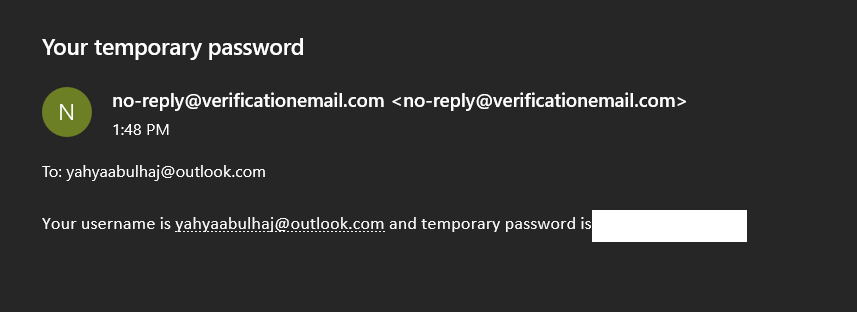 Your temporary password
N
no-reply@verificationemail.com <no-reply@verificationemail.com>
1:48 PM
To: yahyaabulhaj@outlook.com
Your username is yahyaabulhaj@outlook.com and temporary password is